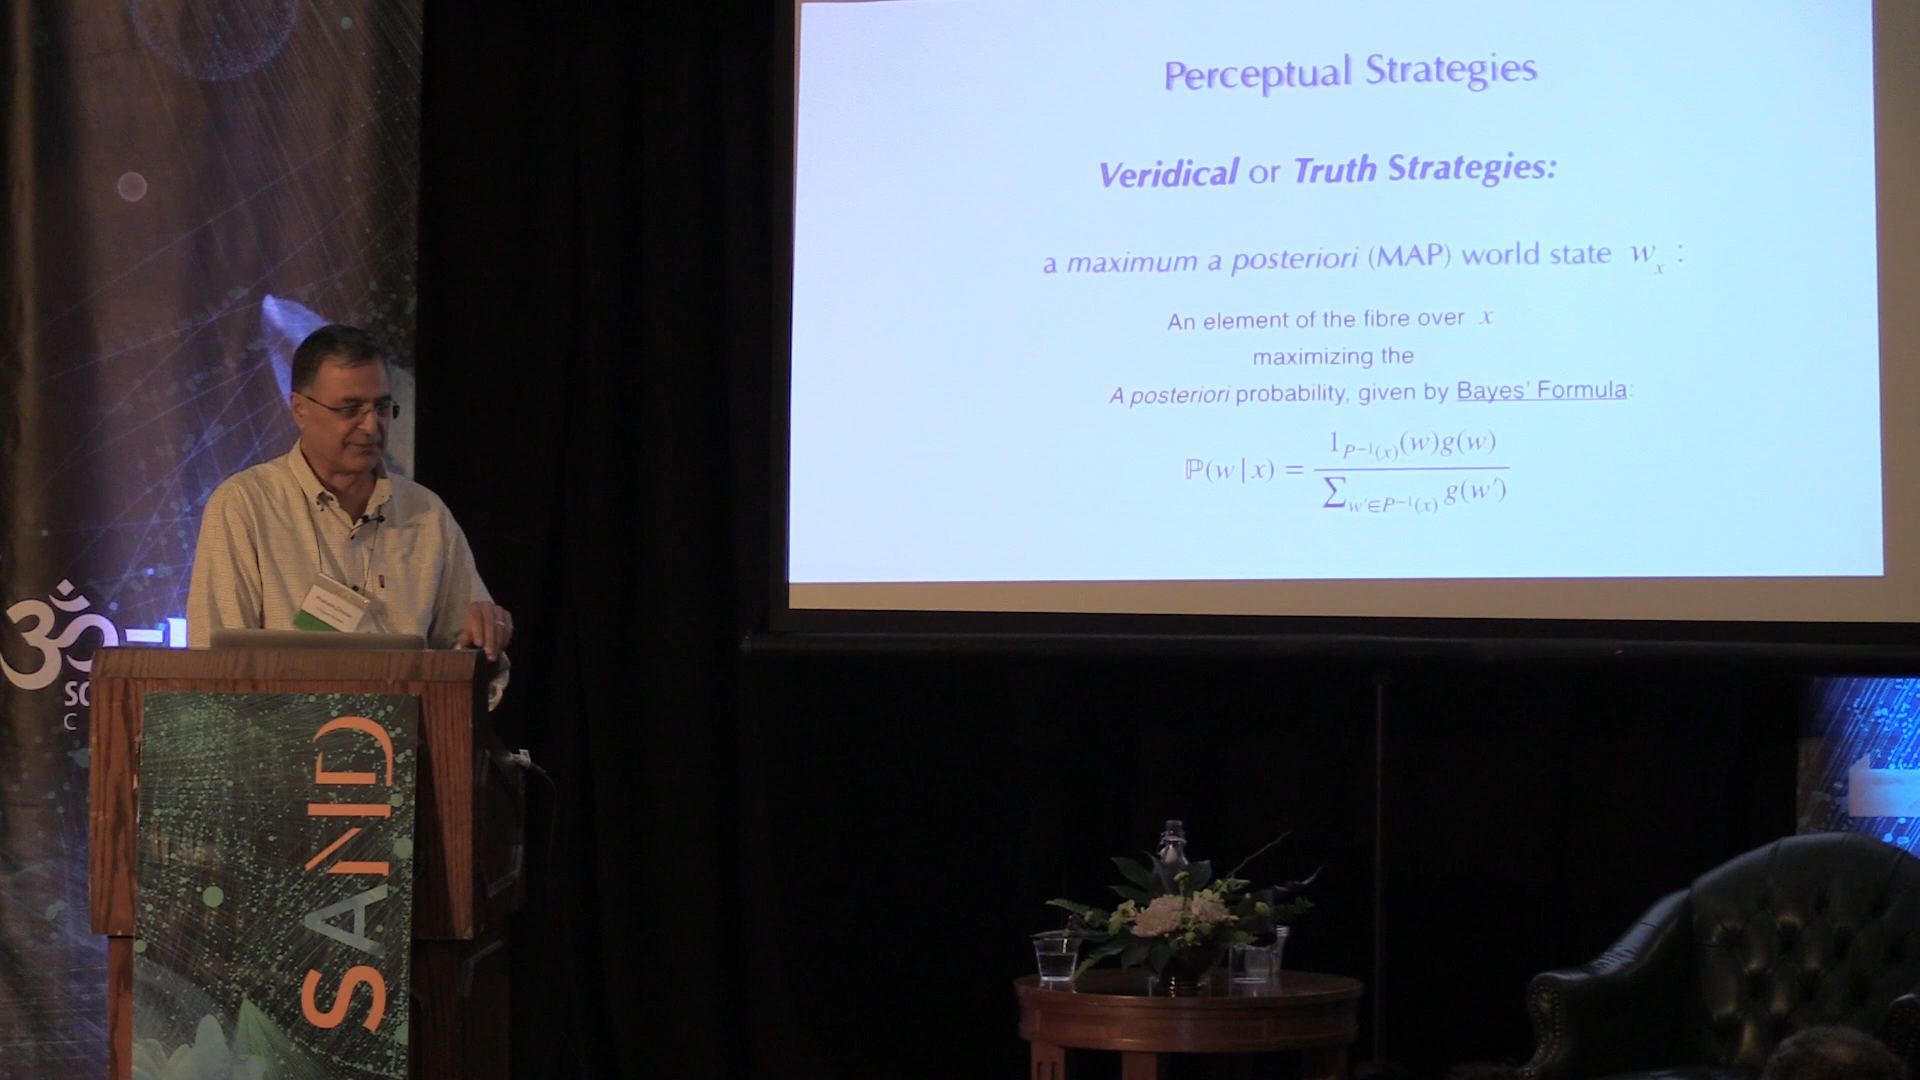 Perceptual Strategies
Veridical or Truth Strategies:
a maximum a posteriori (MAP) world state w_x :
An element of the fibre over x
maximizing the
A posteriori probability, given by Bayes' Formula:
ℙ(w|x) = 1_{P⁻¹(x)}(w)g(w) / ∑_{w'∈P⁻¹(x)} g(w')
ॐ
SC
C
SAND